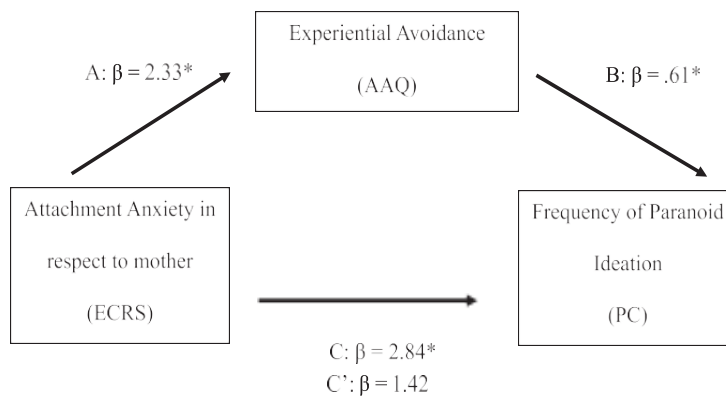 Experiential Avoidance
(AAQ)
A: β = 2.33*
B: β = .61*
Attachment Anxiety in
respect to mother
(ECRS)
Frequency of Paranoid
Ideation
(PC)
C: β = 2.84*
C’: β = 1.42